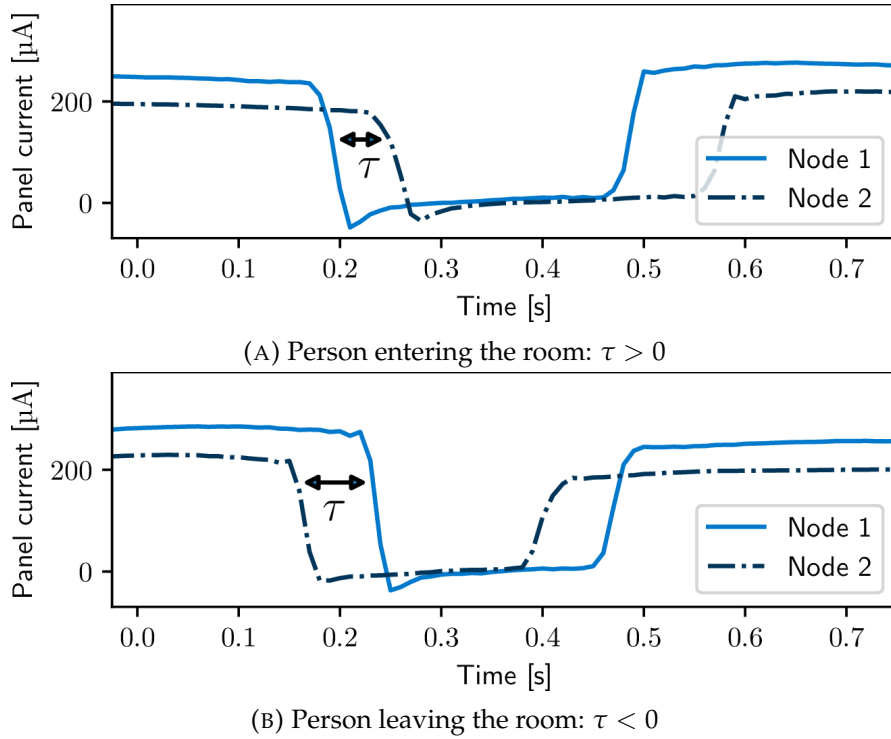 Panel current [µA]
200
0
τ
Node 1
Node 2
0.0 0.1 0.2 0.3 0.4 0.5 0.6 0.7
Time [s]
(A) Person entering the room: τ > 0
Panel current [µA]
200
0
τ
Node 1
Node 2
0.0 0.1 0.2 0.3 0.4 0.5 0.6 0.7
Time [s]
(B) Person leaving the room: τ < 0